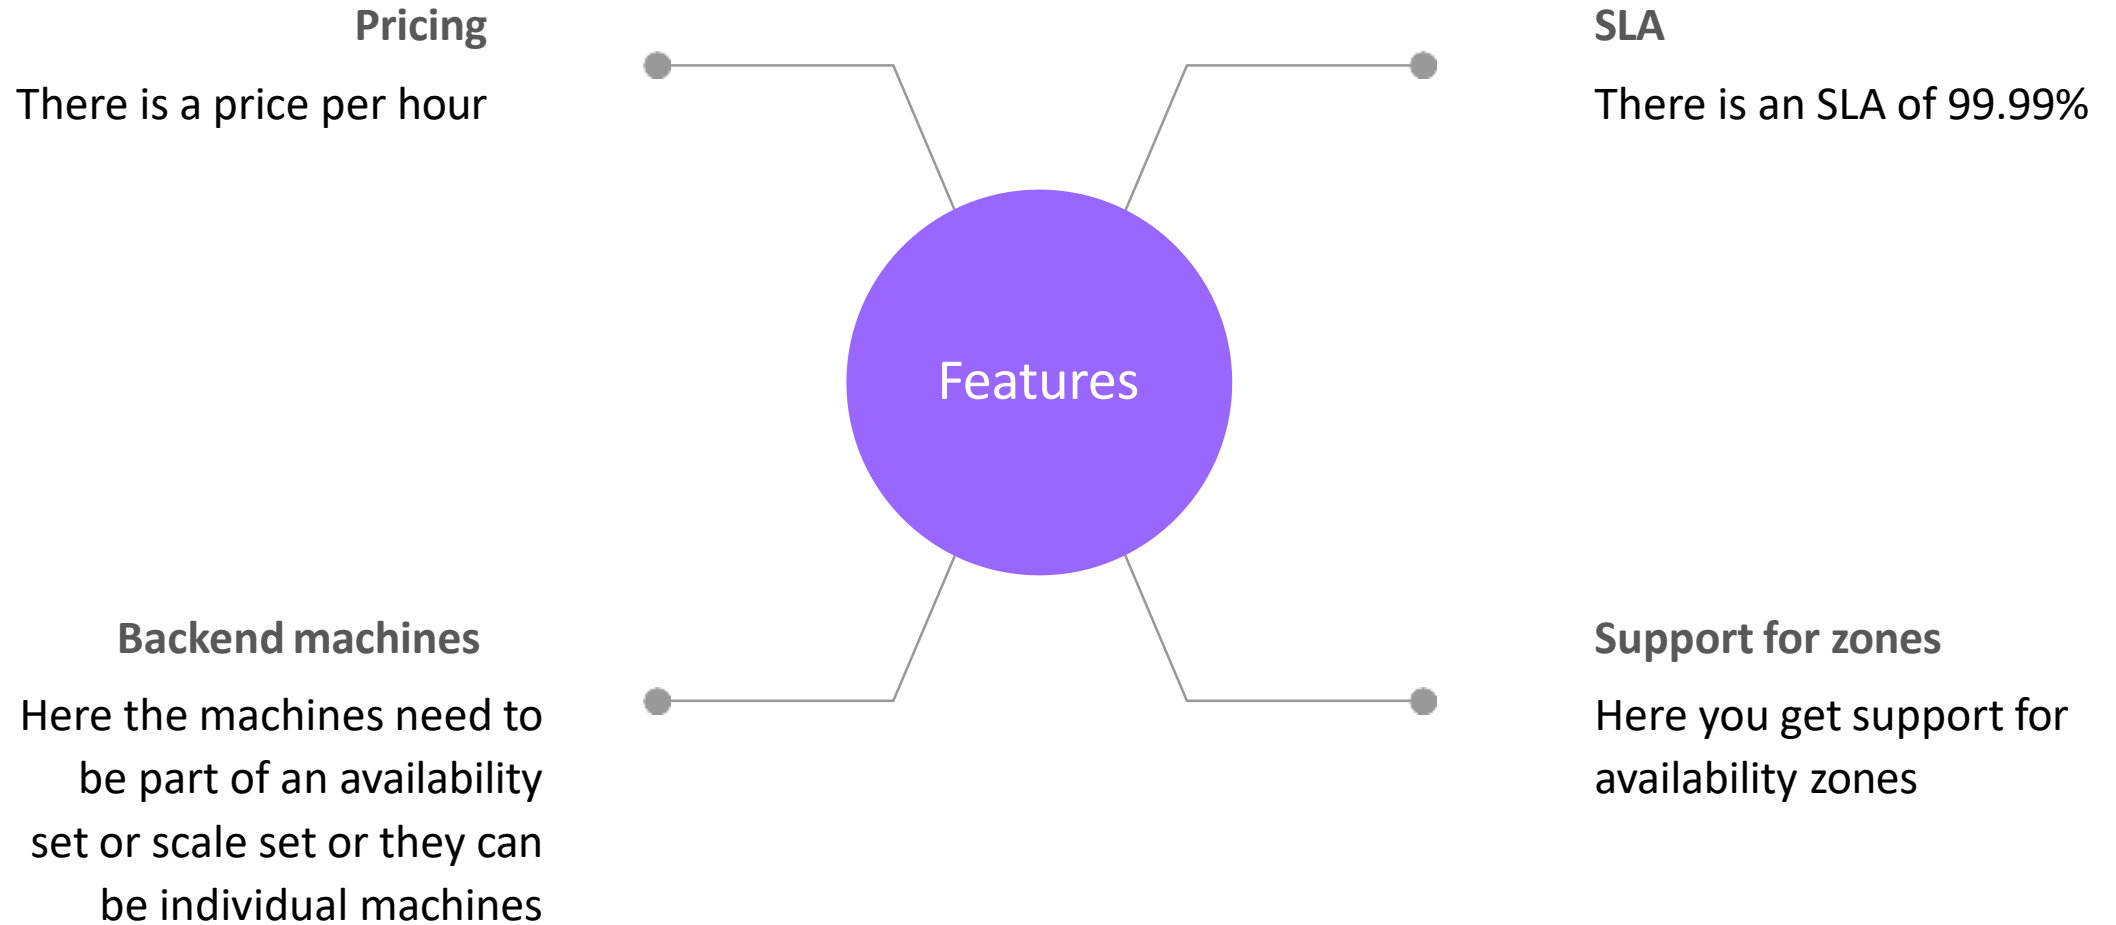 Pricing
There is a price per hour
SLA
There is an SLA of 99.99%
Features
Backend machines
Here the machines need to
be part of an availability
set or scale set or they can
be individual machines
Support for zones
Here you get support for
availability zones